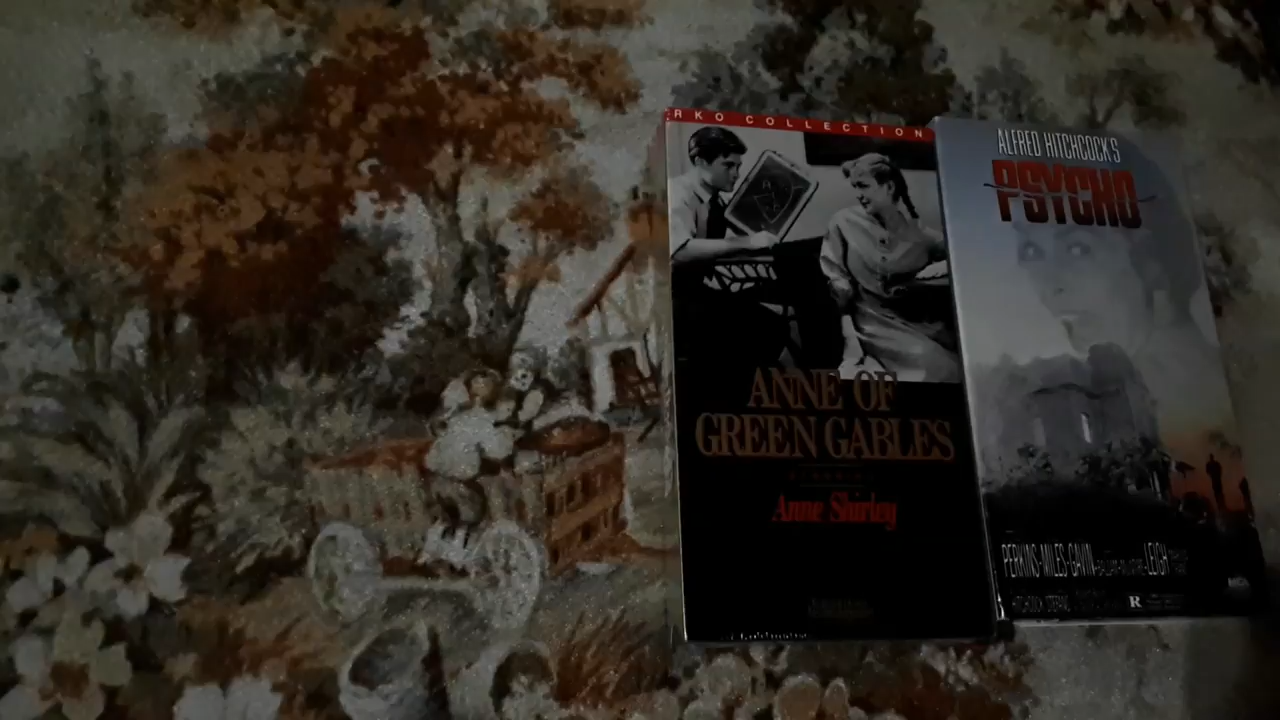 RKO COLLECTION
ANNE OF
GREEN GABLES
Anne Shirley
ALFRED HITCHCOCK'S
PSYCHO
PERKINS·MILES·GAVIN LEIGH
R